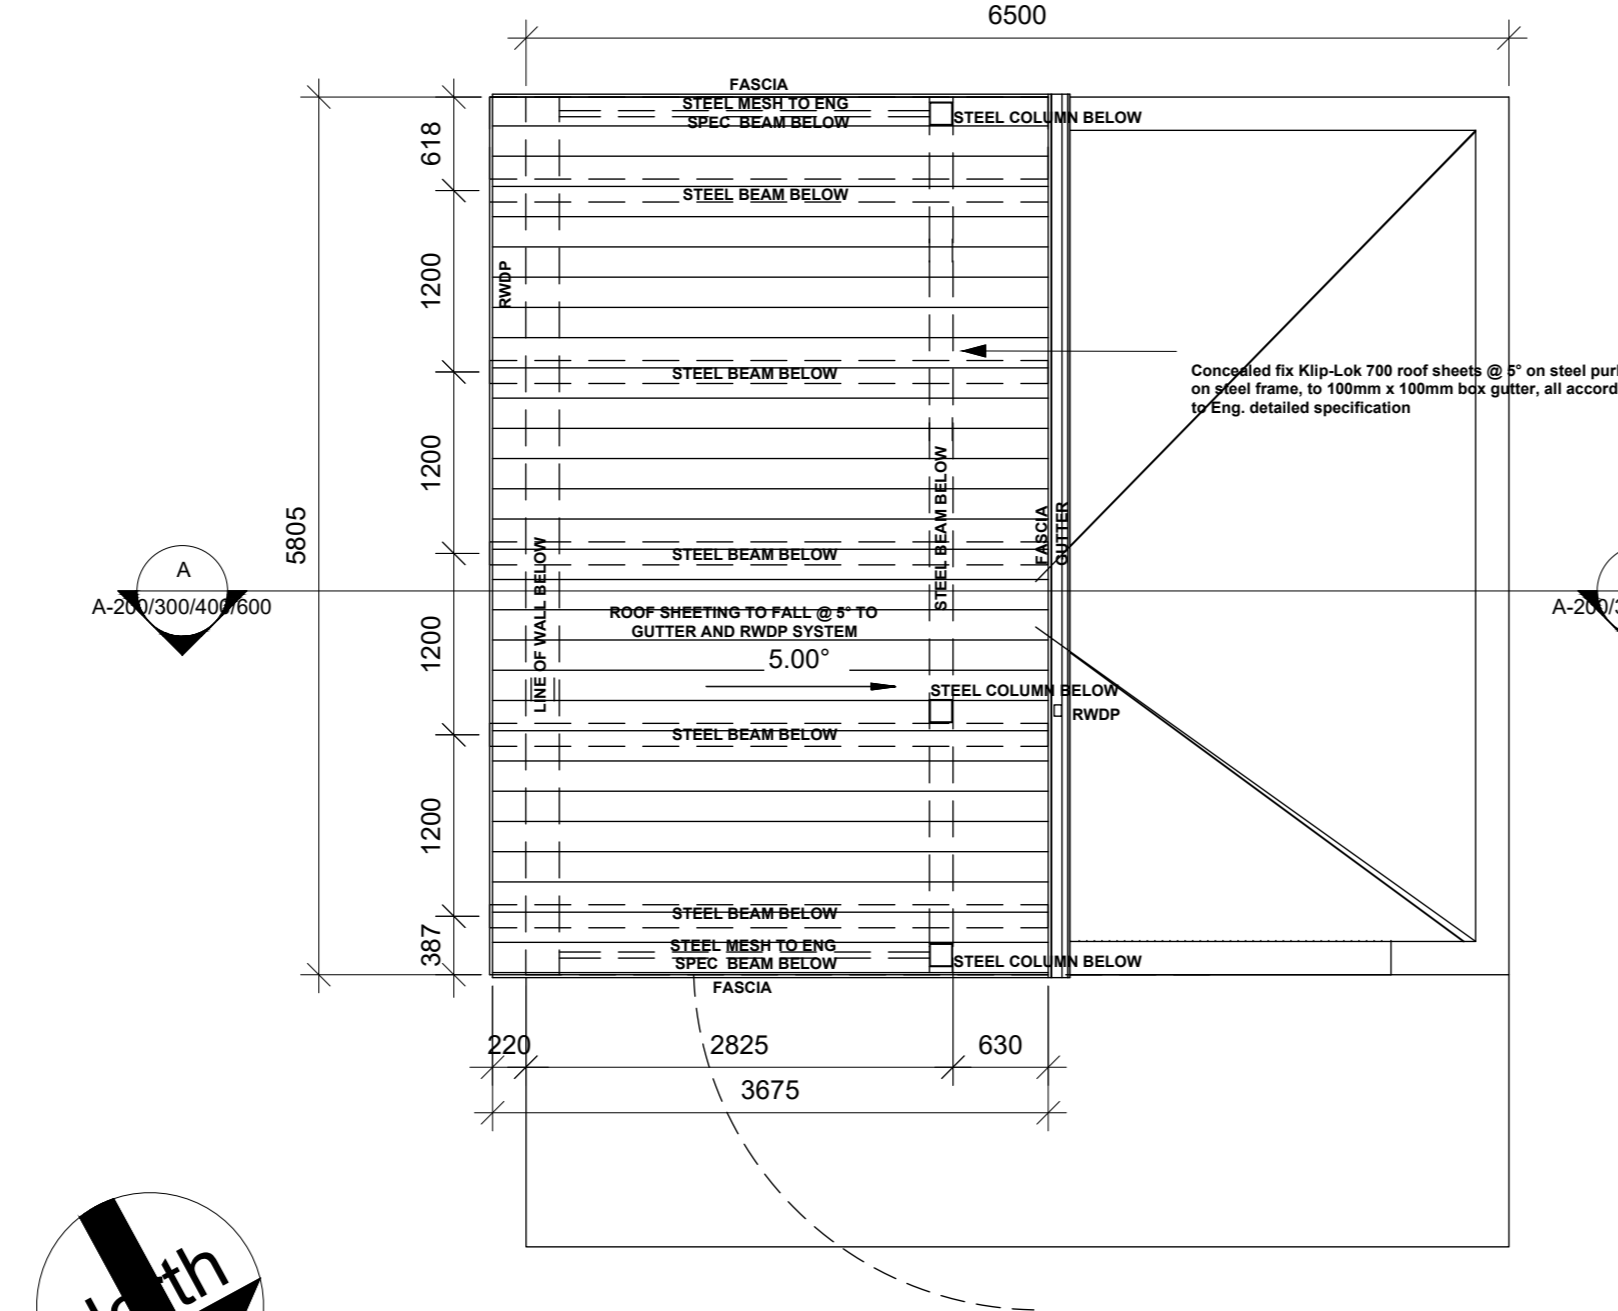 6500
FASCIA
STEEL MESH TO ENG
SPEC BEAM BELOW
STEEL COLUMN BELOW
618
STEEL BEAM BELOW
1200
RWDP
STEEL BEAM BELOW
Concealed fix Klip-Lok 700 roof sheets @ 5° on steel
on steel frame, to 100mm x 100mm box gutter, all
to Eng. detailed specification
1200
STEEL BEAM BELOW
5805
FASCIA
GUTTER
STEEL BEAM BELOW
LINE OF WALL BELOW
A
A-200/300/400/600
ROOF SHEETING TO FALL @ 5° TO
GUTTER AND RWDP SYSTEM
5.00°
1200
STEEL COLUMN BELOW
RWDP
STEEL BEAM BELOW
1200
STEEL BEAM BELOW
387
STEEL MESH TO ENG
SPEC BEAM BELOW
STEEL COLUMN BELOW
FASCIA
220
2825
630
3675